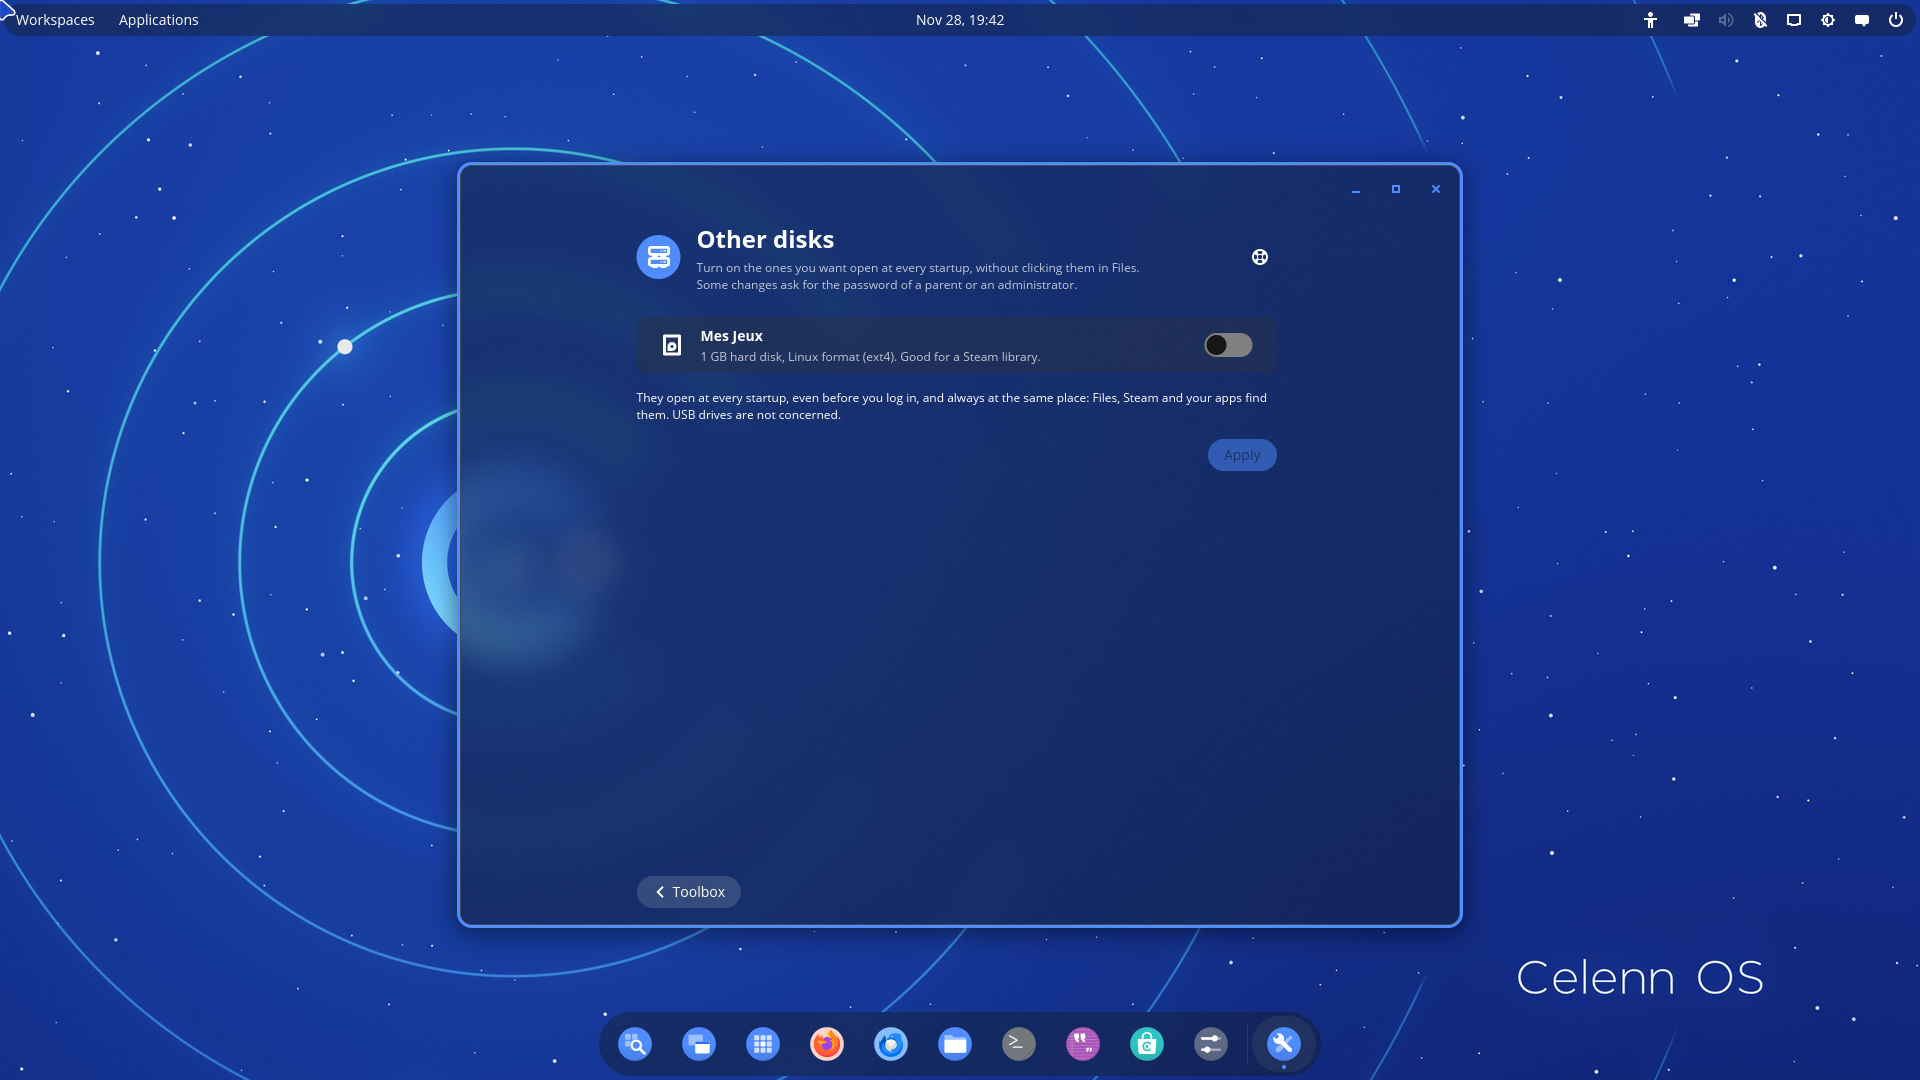 Workspaces
Applications
Nov 28, 19:42
Other disks
Turn on the ones you want open at every startup, without clicking them in Files.
Some changes ask for the password of a parent or an administrator.
Mes Jeux
1 GB hard disk, Linux format (ext4). Good for a Steam library.
They open at every startup, even before you log in, and always at the same place: Files, Steam and your apps find
them. USB drives are not concerned.
Apply
Toolbox
Celenn OS